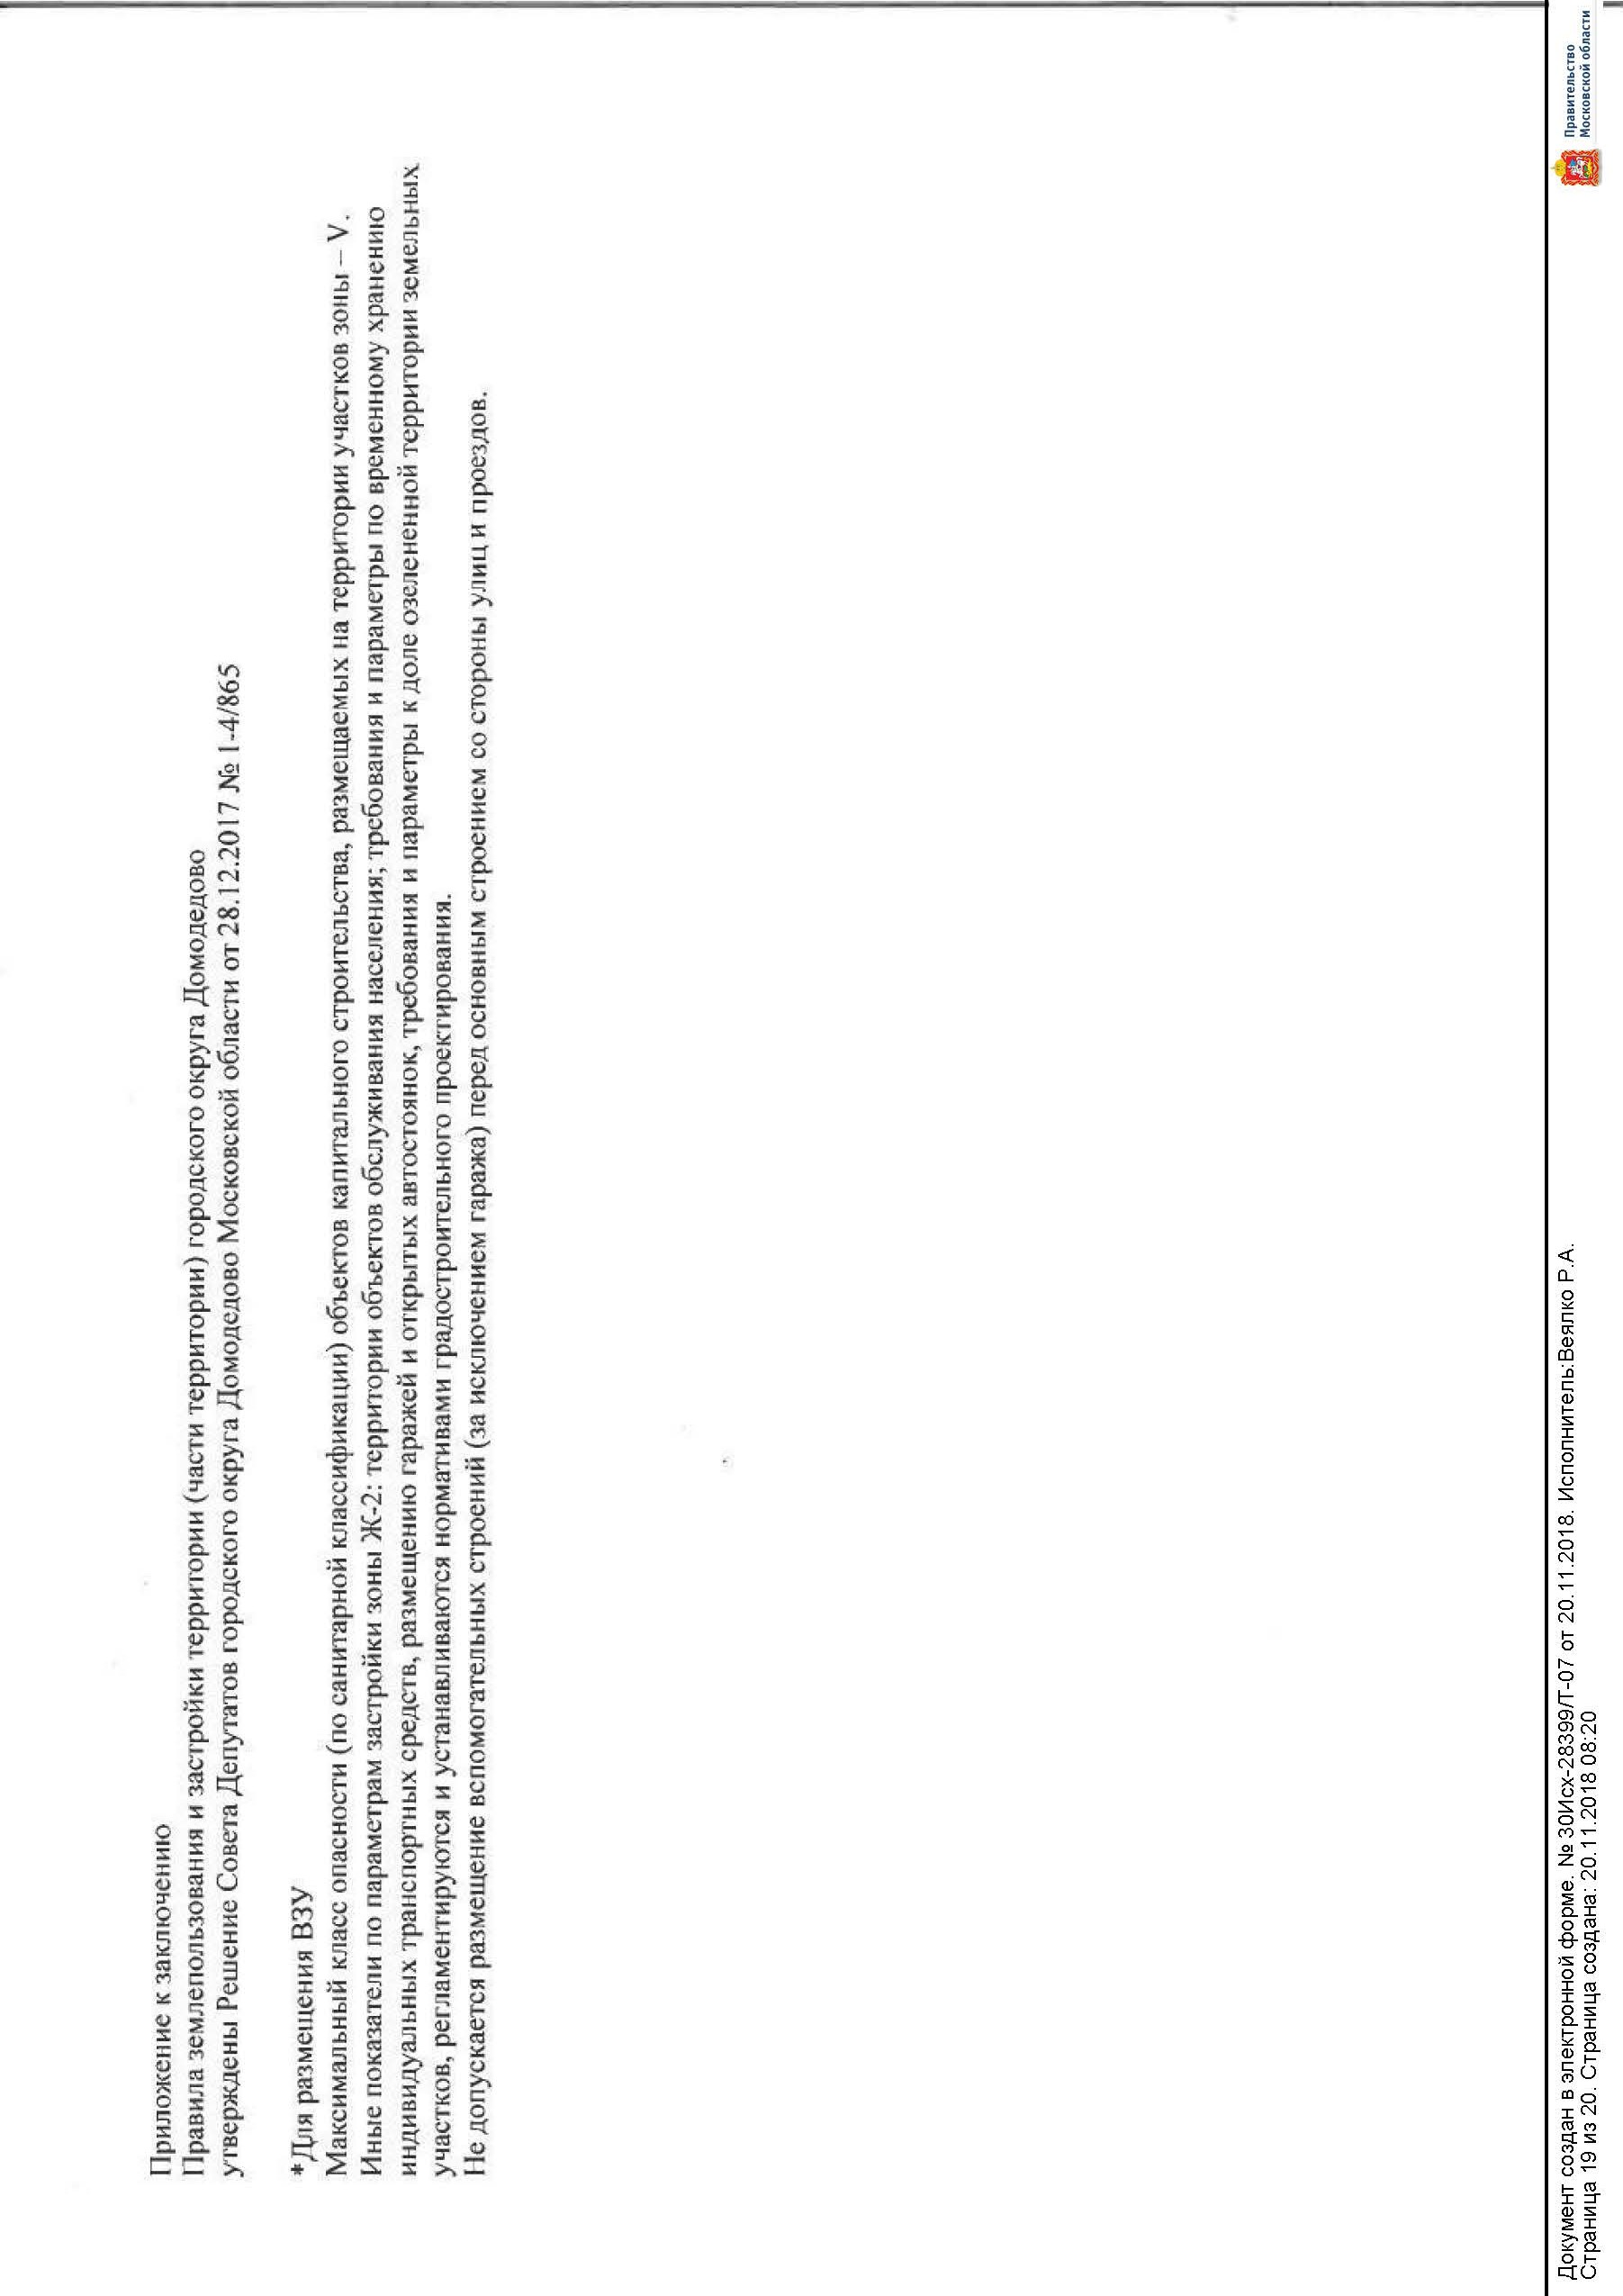 Приложение к заключению
Правила землепользования и застройки территории (части территории) городского округа Домодедово
утверждены Решение Совета Депутатов городского округа Домодедово Московской области от 28.12.2017 № 1-4/865
*Для размещения ВЗУ
Максимальный класс опасности (по санитарной классификации) объектов капитального строительства, размещаемых на территории участков зоны – V.
Иные показатели по параметрам застройки зоны Ж-2: территории объектов обслуживания населения; требования и параметры по временному хранению
индивидуальных транспортных средств, размещению гаражей и открытых автостоянок, требования и параметры к доле озелененной территории земельных
участков, регламентируются и устанавливаются нормативами градостроительного проектирования.
Не допускается размещение вспомогательных строений (за исключением гаража) перед основным строением со стороны улиц и проездов.
Документ создан в электронной форме. № 30Исх-28399/Т-07 от 20.11.2018. Исполнитель:Веялко Р.А.
Страница 19 из 20. Страница создана: 20.11.2018 08:20
Правительство
Московской области